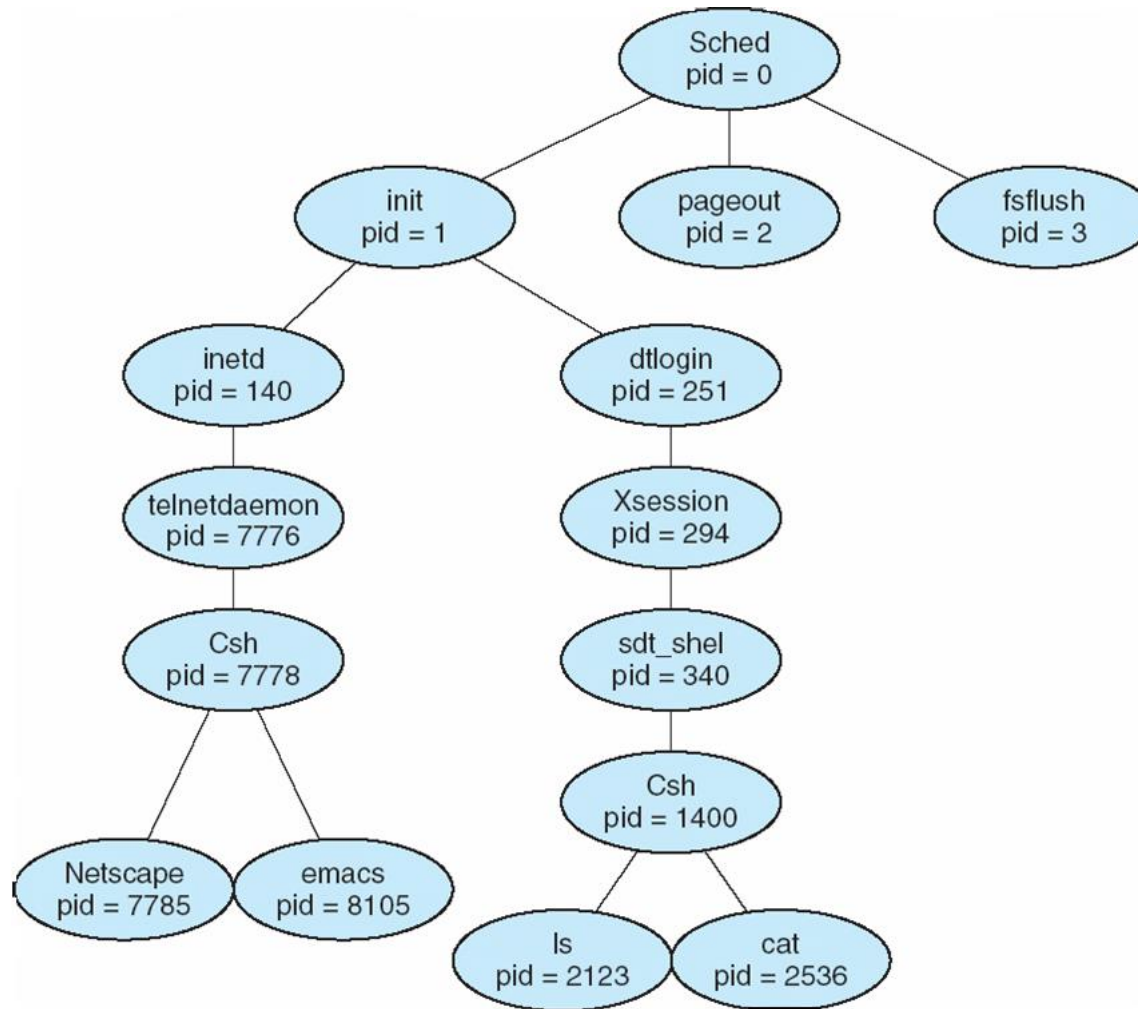 Sched
pid = 0
init
pid = 1
pageout
pid = 2
fsflush
pid = 3
inetd
pid = 140
dtlogin
pid = 251
telnetdaemon
pid = 7776
Xsession
pid = 294
Csh
pid = 7778
sdt_shel
pid = 340
Csh
pid = 1400
Netscape
pid = 7785
emacs
pid = 8105
ls
pid = 2123
cat
pid = 2536